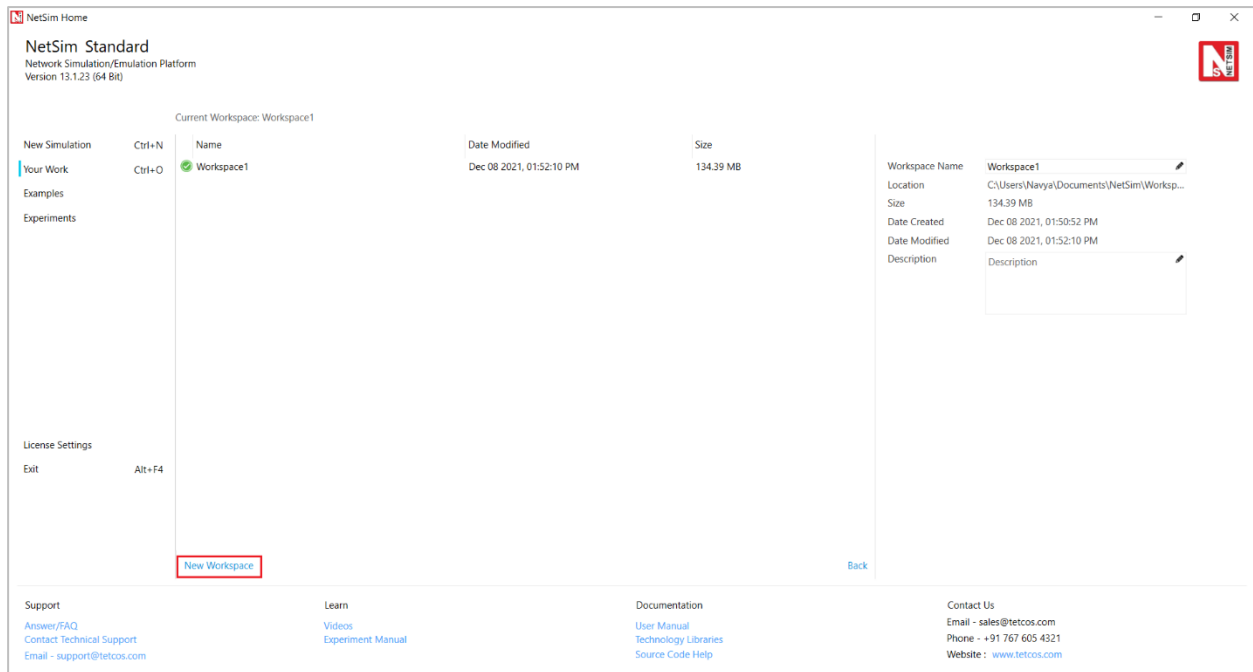 NetSim Home
NetSim Standard
Network Simulation/Emulation Platform
Version 13.1.23 (64 Bit)
NETSIM
Current Workspace: Workspace1
New Simulation Ctrl+N
Your Work Ctrl+O
Examples
Experiments
License Settings
Exit Alt+F4
Name Date Modified Size
Workspace1 Dec 08 2021, 01:52:10 PM 134.39 MB
New Workspace Back
Workspace Name Workspace1
Location C:\Users\Navya\Documents\NetSim\Worksp...
Size 134.39 MB
Date Created Dec 08 2021, 01:50:52 PM
Date Modified Dec 08 2021, 01:52:10 PM
Description Description
Support
Answer/FAQ
Contact Technical Support
Email - support@tetcos.com
Learn
Videos
Experiment Manual
Documentation
User Manual
Technology Libraries
Source Code Help
Contact Us
Email - sales@tetcos.com
Phone - +91 767 605 4321
Website : www.tetcos.com